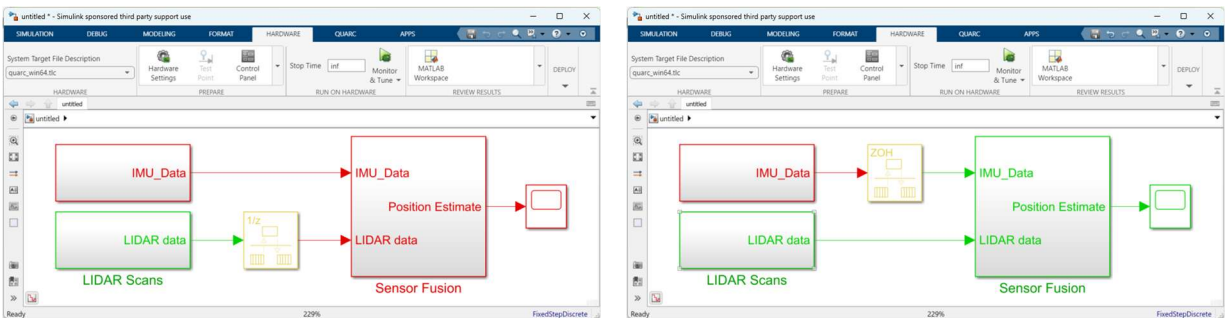 untitled * - Simulink sponsored third party support use
SIMULATION DEBUG MODELING FORMAT HARDWARE QUARC APPS
System Target File Description
quarc_win64.tlc
Hardware Settings
Test Point
Control Panel
Stop Time inf
Monitor & Tune
MATLAB Workspace
DEPLOY
HARDWARE PREPARE RUN ON HARDWARE REVIEW RESULTS
untitled
untitled
IMU_Data
IMU_Data
Position Estimate
1/z
LIDAR data
LIDAR data
LIDAR Scans
Sensor Fusion
Ready 229% FixedStepDiscrete
untitled * - Simulink sponsored third party support use
SIMULATION DEBUG MODELING FORMAT HARDWARE QUARC APPS
System Target File Description
quarc_win64.tlc
Hardware Settings
Test Point
Control Panel
Stop Time inf
Monitor & Tune
MATLAB Workspace
DEPLOY
HARDWARE PREPARE RUN ON HARDWARE REVIEW RESULTS
untitled
untitled
ZOH
IMU_Data
IMU_Data
Position Estimate
LIDAR data
LIDAR data
LIDAR Scans
Sensor Fusion
Ready 229% FixedStepDiscrete